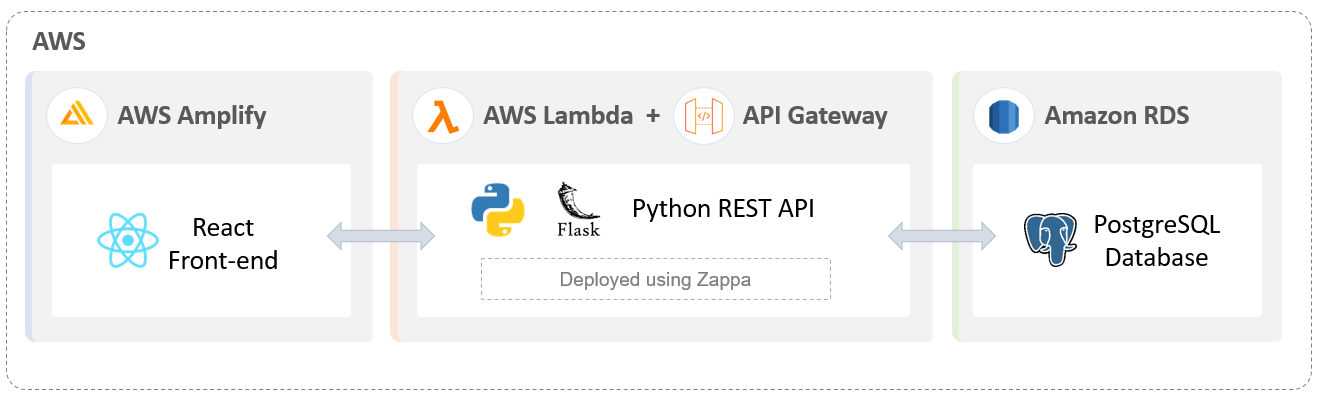 AWS
AWS Amplify
React
Front-end
AWS Lambda + API Gateway
Flask
Python REST API
Deployed using Zappa
Amazon RDS
PostgreSQL
Database